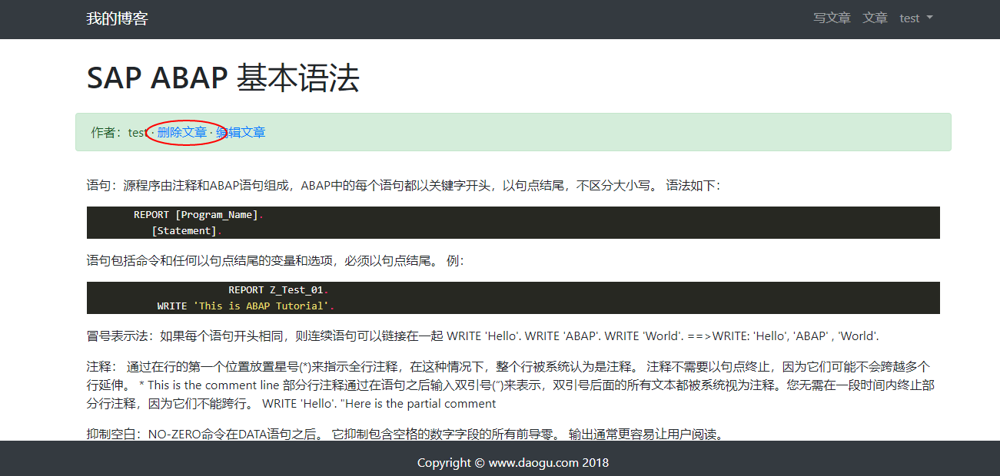 我的博客 写文章 文章 test
SAP ABAP 基本语法
作者：test · 删除文章 · 编辑文章
语句：源程序由注释和ABAP语句组成，ABAP中的每个语句都以关键字开头，以句点结尾，不区分大小写。 语法如下：
REPORT [Program_Name].
[Statement].
语句包括命令和任何以句点结尾的变量和选项，必须以句点结尾。 例：
REPORT Z_Test_01.
WRITE 'This is ABAP Tutorial'.
冒号表示法：如果每个语句开头相同，则连续语句可以链接在一起 WRITE 'Hello'. WRITE 'ABAP'. WRITE 'World'. ==>WRITE: 'Hello', 'ABAP' , 'World'.
注释： 通过在行的第一个位置放置星号(*)来指示全行注释，在这种情况下，整个行被系统认为是注释。 注释不需要以句点终止，因为它们可能不会跨越多个
行延伸。 * This is the comment line 部分行注释通过在语句之后输入双引号(“)来表示，双引号后面的所有文本都被系统视为注释。您无需在一段时间内终止部
分行注释，因为它们不能跨行。 WRITE 'Hello'. "Here is the partial comment
抑制空白：NO-ZERO命令在DATA语句之后。 它抑制包含空格的数字字段的所有前导零。 输出通常更容易让用户阅读。
Copyright © www.daogu.com 2018